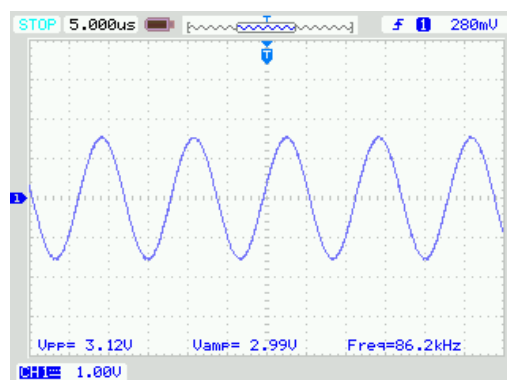 STOP 5.000us T 1 280mV
T
1
Vpp= 3.12V Vamp= 2.99V Freq=86.2kHz
CH1 1.00V